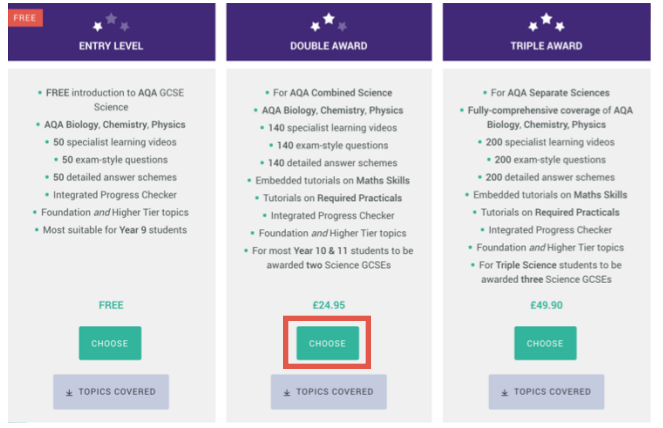 FREE
ENTRY LEVEL
• FREE introduction to AQA GCSE
Science
• AQA Biology, Chemistry, Physics
• 50 specialist learning videos
• 50 exam-style questions
• 50 detailed answer schemes
• Integrated Progress Checker
• Foundation and Higher Tier topics
• Most suitable for Year 9 students
FREE
CHOOSE
TOPICS COVERED
DOUBLE AWARD
• For AQA Combined Science
• AQA Biology, Chemistry, Physics
• 140 specialist learning videos
• 140 exam-style questions
• 140 detailed answer schemes
• Embedded tutorials on Maths Skills
• Tutorials on Required Practicals
• Integrated Progress Checker
• Foundation and Higher Tier topics
• For most Year 10 & 11 students to be
awarded two Science GCSEs
£24.95
CHOOSE
TOPICS COVERED
TRIPLE AWARD
• For AQA Separate Sciences
• Fully-comprehensive coverage of AQA
Biology, Chemistry, Physics
• 200 specialist learning videos
• 200 exam-style questions
• 200 detailed answer schemes
• Embedded tutorials on Maths Skills
• Tutorials on Required Practicals
• Integrated Progress Checker
• Foundation and Higher Tier topics
• For Triple Science students to be
awarded three Science GCSEs
£49.90
CHOOSE
TOPICS COVERED